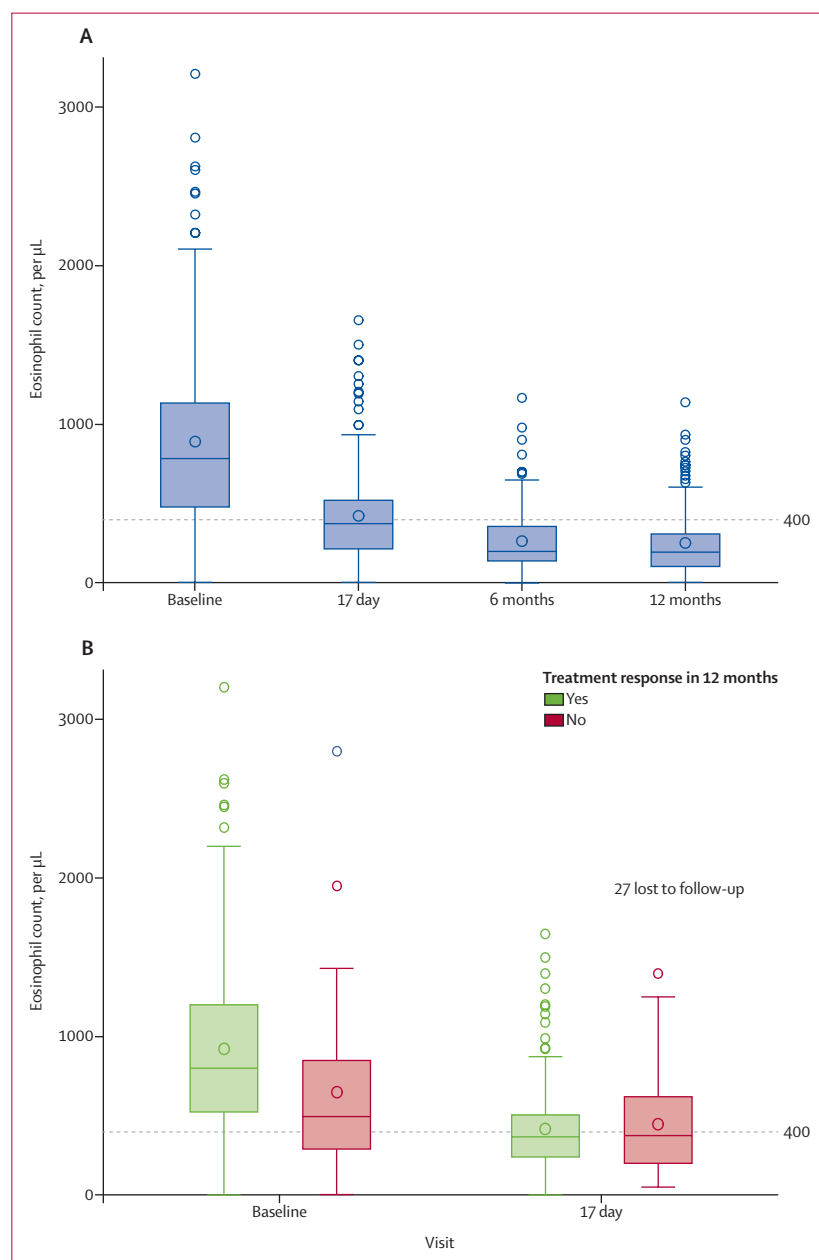 A
Eosinophil count, per µL
3000
2000
1000
400
0
Baseline
17 day
6 months
12 months
B
Treatment response in 12 months
Yes
No
Eosinophil count, per µL
3000
2000
27 lost to follow-up
1000
400
0
Baseline
17 day
Visit